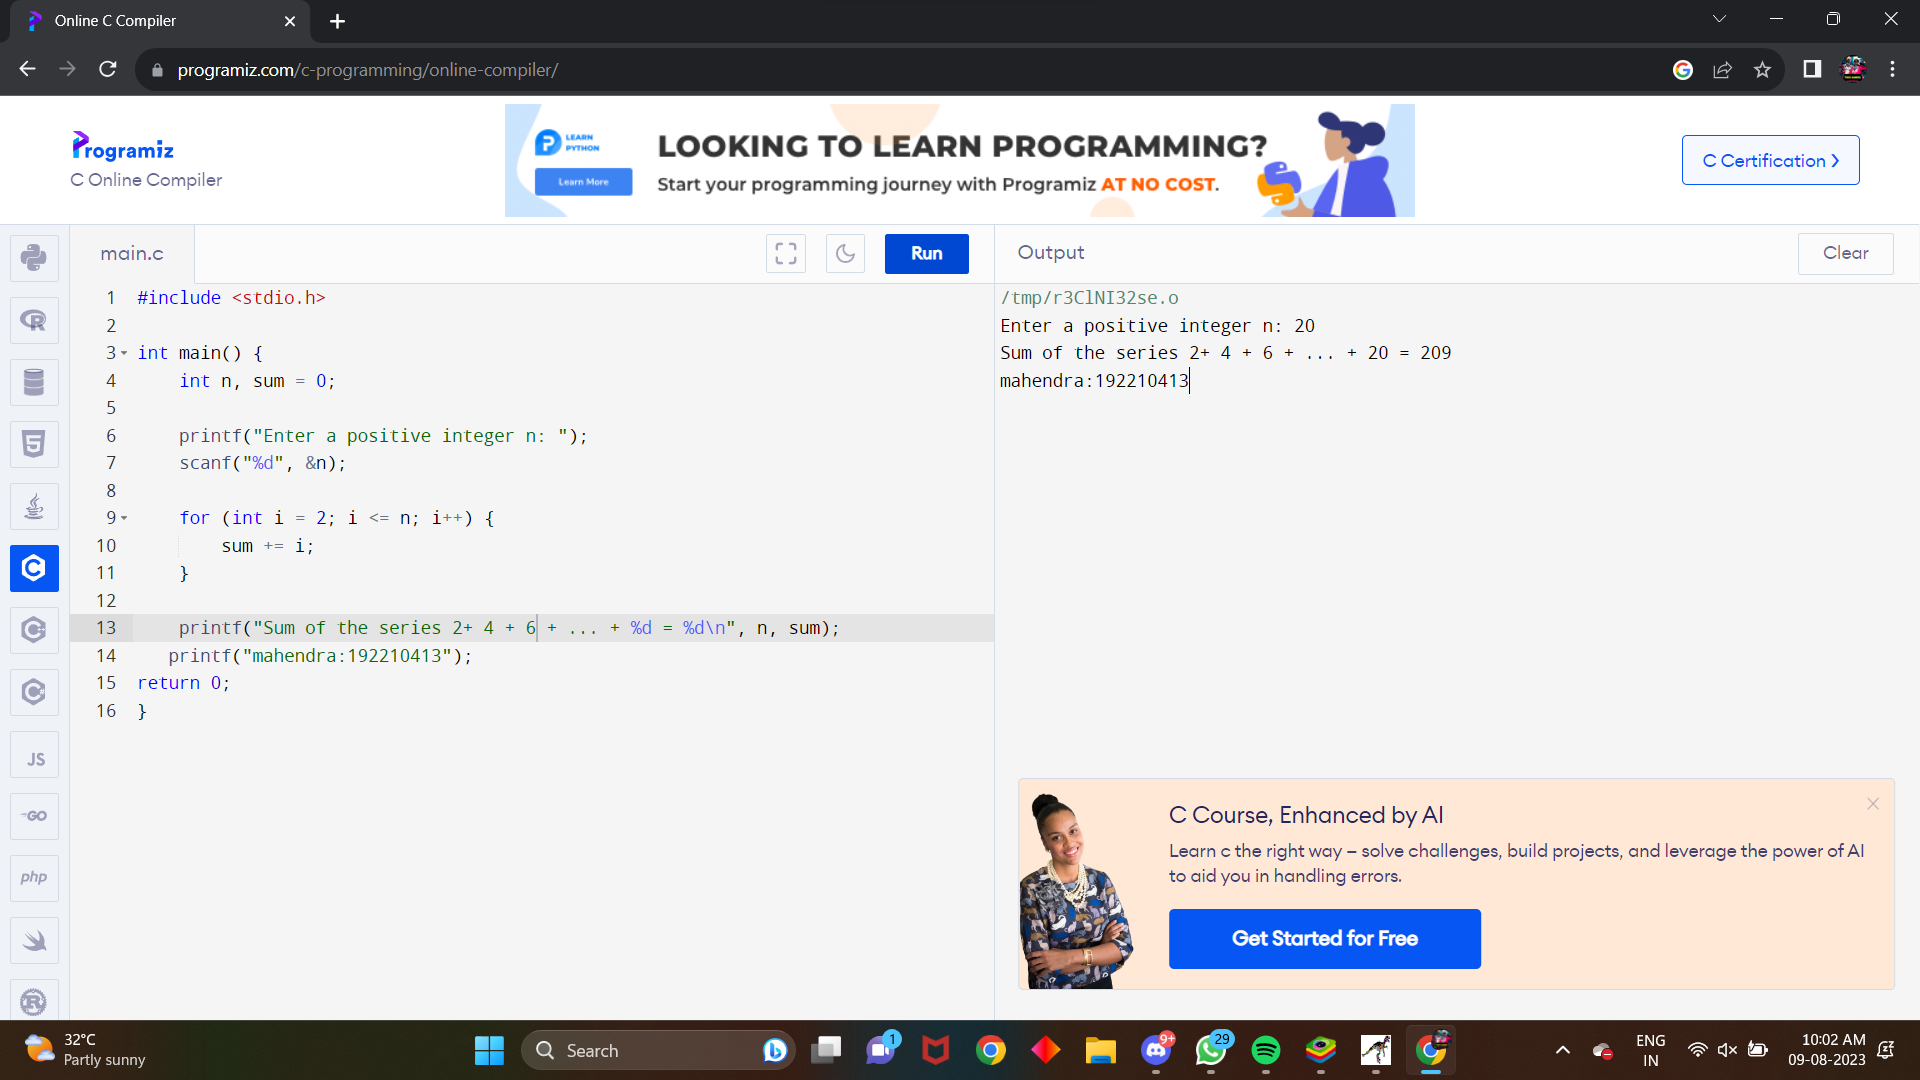 Online C Compiler
programiz.com/c-programming/online-compiler/
Programiz
C Online Compiler
LEARN
PYTHON
Learn More
LOOKING TO LEARN PROGRAMMING?
Start your programming journey with Programiz AT NO COST.
C Certification
main.c
Run
Output
Clear
1 #include <stdio.h>
2
3 int main() {
4     int n, sum = 0;
5
6     printf("Enter a positive integer n: ");
7     scanf("%d", &n);
8
9     for (int i = 2; i <= n; i++) {
10         sum += i;
11     }
12
13     printf("Sum of the series 2+ 4 + 6 + ... + %d = %d\n", n, sum);
14    printf("mahendra:192210413");
15 return 0;
16 }
/tmp/r3ClNI32se.o
Enter a positive integer n: 20
Sum of the series 2+ 4 + 6 + ... + 20 = 209
mahendra:192210413
JS
GO
php
C Course, Enhanced by AI
Learn c the right way – solve challenges, build projects, and leverage the power of AI
to aid you in handling errors.
Get Started for Free
32°C
Partly sunny
Search
1
9+
29
ENG
IN
10:02 AM
09-08-2023